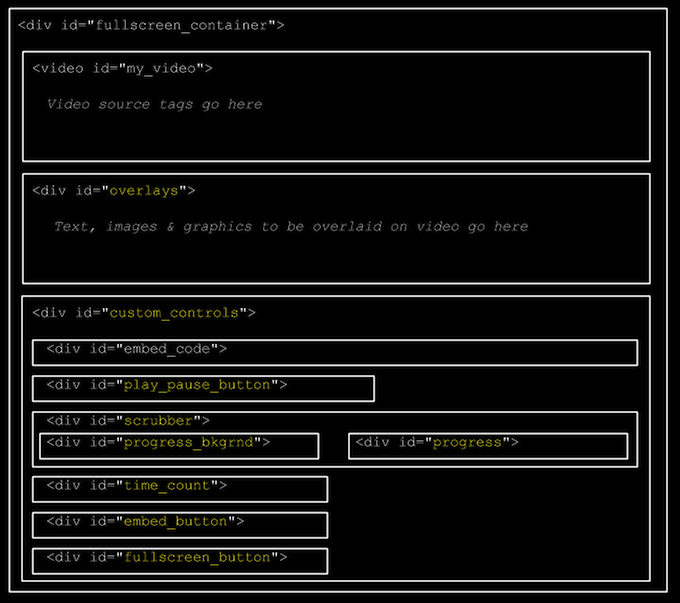 <div id="fullscreen_container">
<video id="my_video">
Video source tags go here
<div id="overlays">
Text, images & graphics to be overlaid on video go here
<div id="custom_controls">
<div id="embed_code">
<div id="play_pause_button">
<div id="scrubber">
<div id="progress_bkgrnd">
<div id="progress">
<div id="time_count">
<div id="embed_button">
<div id="fullscreen_button">